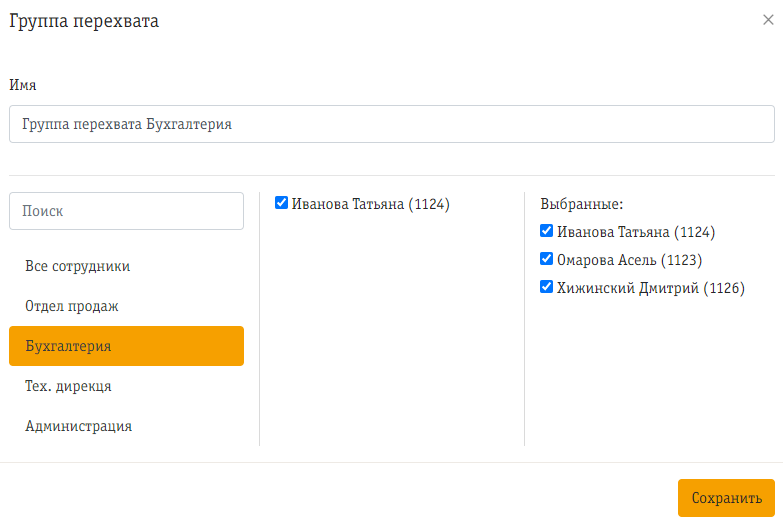 Группа перехвата
Имя
Группа перехвата Бухгалтерия
Поиск
Все сотрудники
Отдел продаж
Бухгалтерия
Тех. дирекця
Администрация
Иванова Татьяна (1124)
Выбранные:
Иванова Татьяна (1124)
Омарова Асель (1123)
Хижинский Дмитрий (1126)
Сохранить